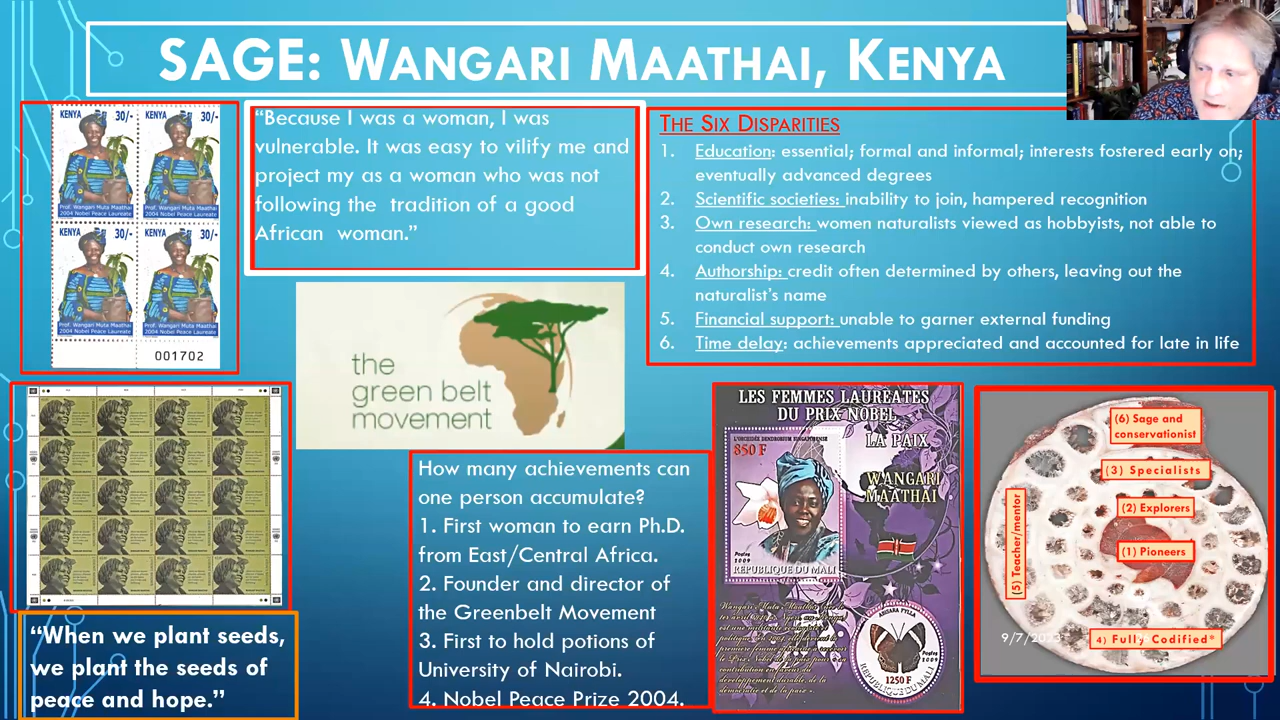 SAGE: WANGARI MAATHAI, KENYA
KENYA 30/- KENYA 30/-
Prof. Wangari Muta Maathai Prof. Wangari Muta Maathai
2004 Nobel Peace Laureate 2004 Nobel Peace Laureate
KENYA 30/- KENYA 30/-
Prof. Wangari Muta Maathai Prof. Wangari Muta Maathai
2004 Nobel Peace Laureate 2004 Nobel Peace Laureate
001702
“Because I was a woman, I was
vulnerable. It was easy to vilify me and
project my as a woman who was not
following the tradition of a good
African woman.”
THE SIX DISPARITIES
1. Education: essential; formal and informal; interests fostered early on;
eventually advanced degrees
2. Scientific societies: inability to join, hampered recognition
3. Own research: women naturalists viewed as hobbyists, not able to
conduct own research
4. Authorship: credit often determined by others, leaving out the
naturalist’s name
5. Financial support: unable to garner external funding
6. Time delay: achievements appreciated and accounted for late in life
the
green belt
movement
“When we plant seeds,
we plant the seeds of
peace and hope.”
How many achievements can
one person accumulate?
1. First woman to earn Ph.D.
from East/Central Africa.
2. Founder and director of
the Greenbelt Movement
3. First to hold potions of
University of Nairobi.
4. Nobel Peace Prize 2004.
LES FEMMES LAURÉATES
DU PRIX NOBEL
850 F
LA PAIX
WANGARI
MAATHAI
Postes
2009
REPUBLIQUE DU MALI
Postes
2009
1250 F
REPUBLIQUE DU MALI
(6) Sage and
conservationist
(3) Specialists
(2) Explorers
(1) Pioneers
(5) Teacher/mentor
4) Fully Codified*